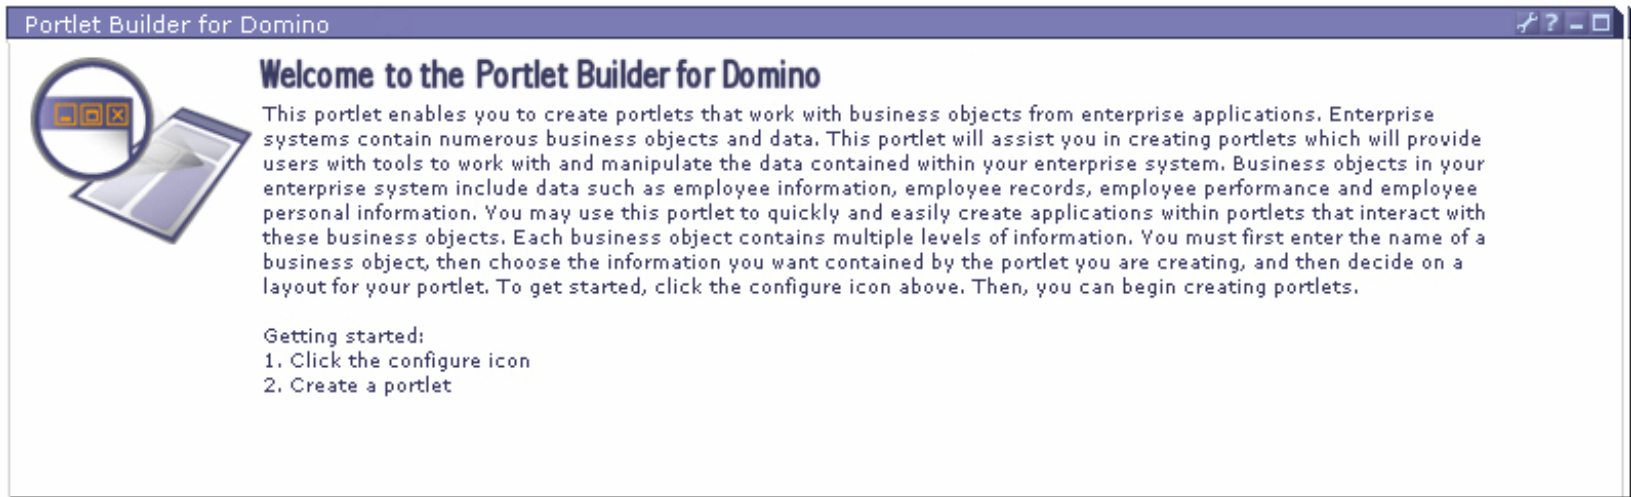 Portlet Builder for Domino
Welcome to the Portlet Builder for Domino
This portlet enables you to create portlets that work with business objects from enterprise applications. Enterprise
systems contain numerous business objects and data. This portlet will assist you in creating portlets which will provide
users with tools to work with and manipulate the data contained within your enterprise system. Business objects in your
enterprise system include data such as employee information, employee records, employee performance and employee
personal information. You may use this portlet to quickly and easily create applications within portlets that interact with
these business objects. Each business object contains multiple levels of information. You must first enter the name of a
business object, then choose the information you want contained by the portlet you are creating, and then decide on a
layout for your portlet. To get started, click the configure icon above. Then, you can begin creating portlets.
Getting started:
1. Click the configure icon
2. Create a portlet